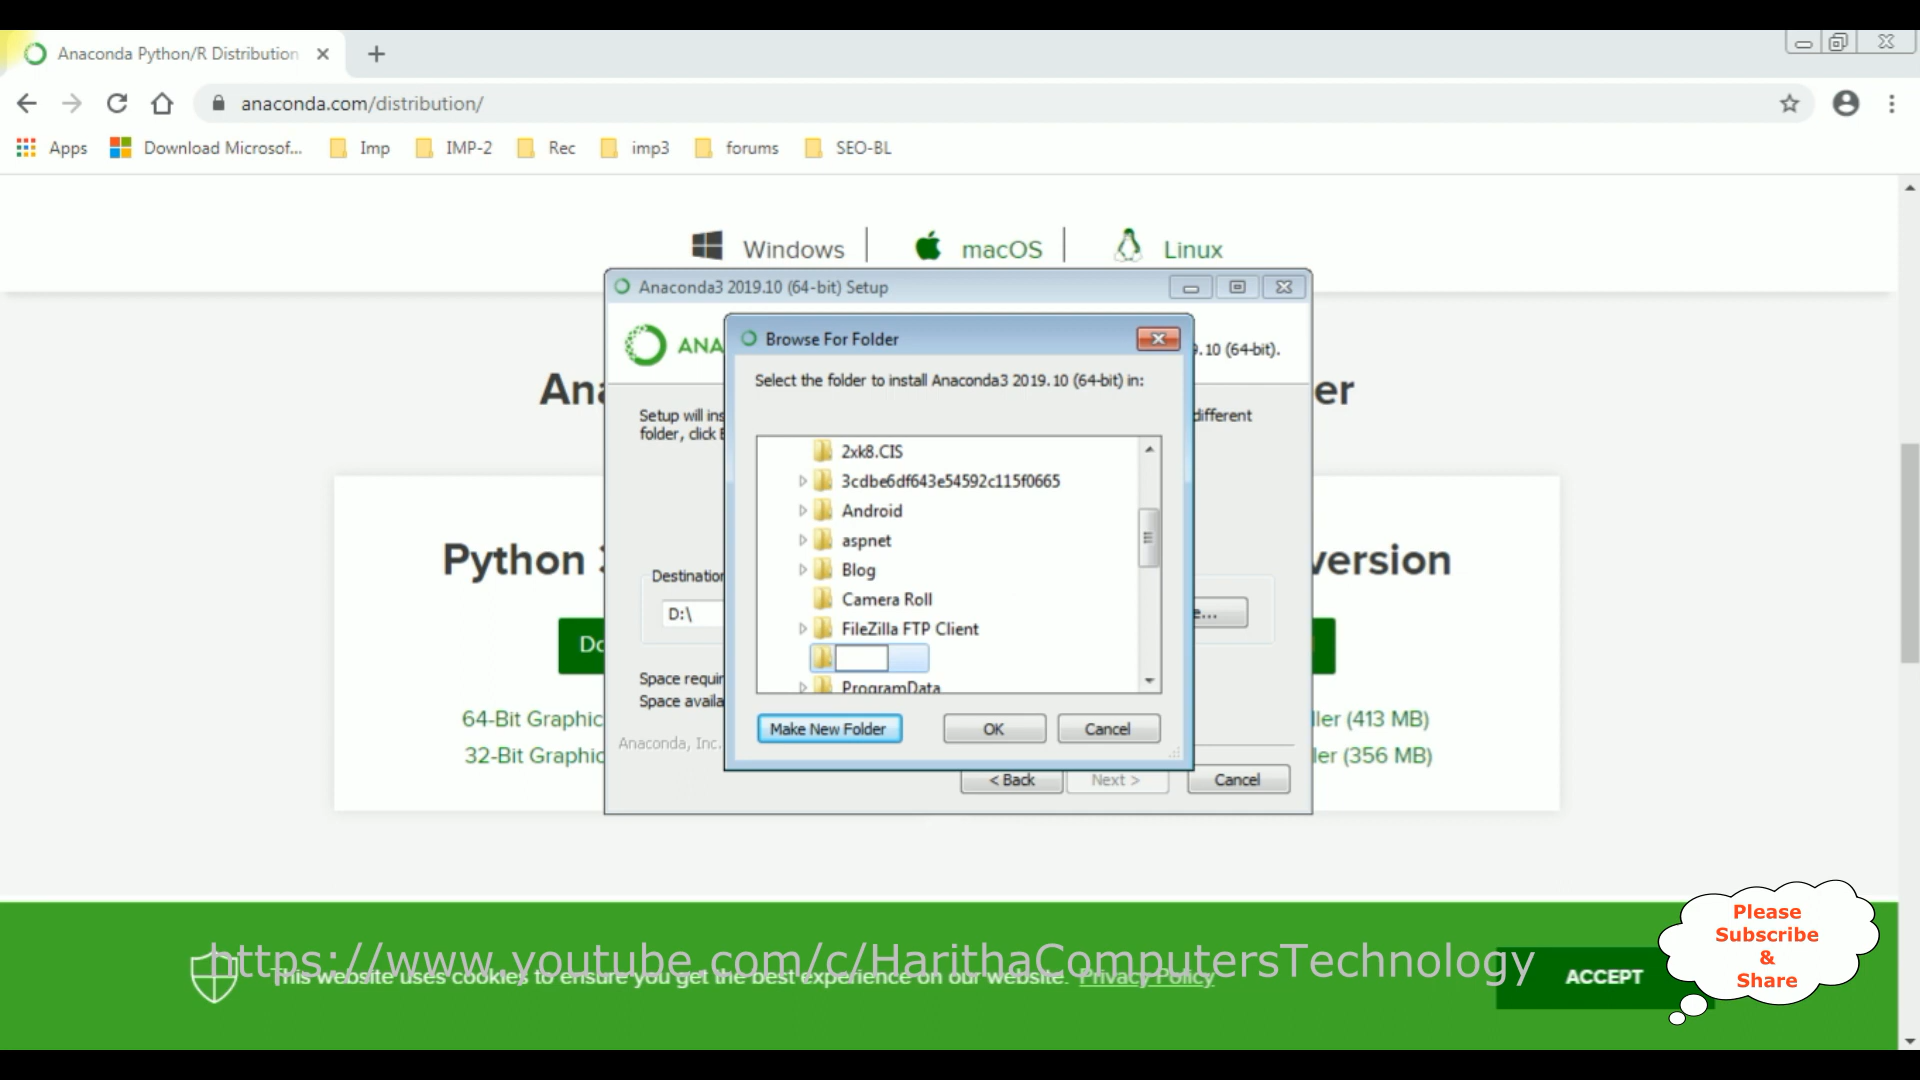 Anaconda Python/R Distribution
anaconda.com/distribution/
Apps
Download Microsof...
Imp
IMP-2
Rec
imp3
forums
SEO-BL
Windows
macOS
Linux
Anaconda3 2019.10 (64-bit) Setup
ANA
9.10 (64-bit).
Browse For Folder
Select the folder to install Anaconda3 2019.10 (64-bit) in:
Ana
er
Setup will ins
different
folder, click B
2xk8.CIS
3cdbe6df643e54592c115f0665
Android
aspnet
Blog
Camera Roll
FileZilla FTP Client
ProgramData
Python 3
version
Destination
D:\
e...
Do
Space requir
Space availa
64-Bit Graphic
ller (413 MB)
32-Bit Graphic
ler (356 MB)
Make New Folder
OK
Cancel
Anaconda, Inc.
< Back
Next >
Cancel
https://www.youtube.com/c/HarithaComputersTechnology
This website uses cookies to ensure you get the best experience on our website. Privacy Policy
ACCEPT
Please
Subscribe
&
Share